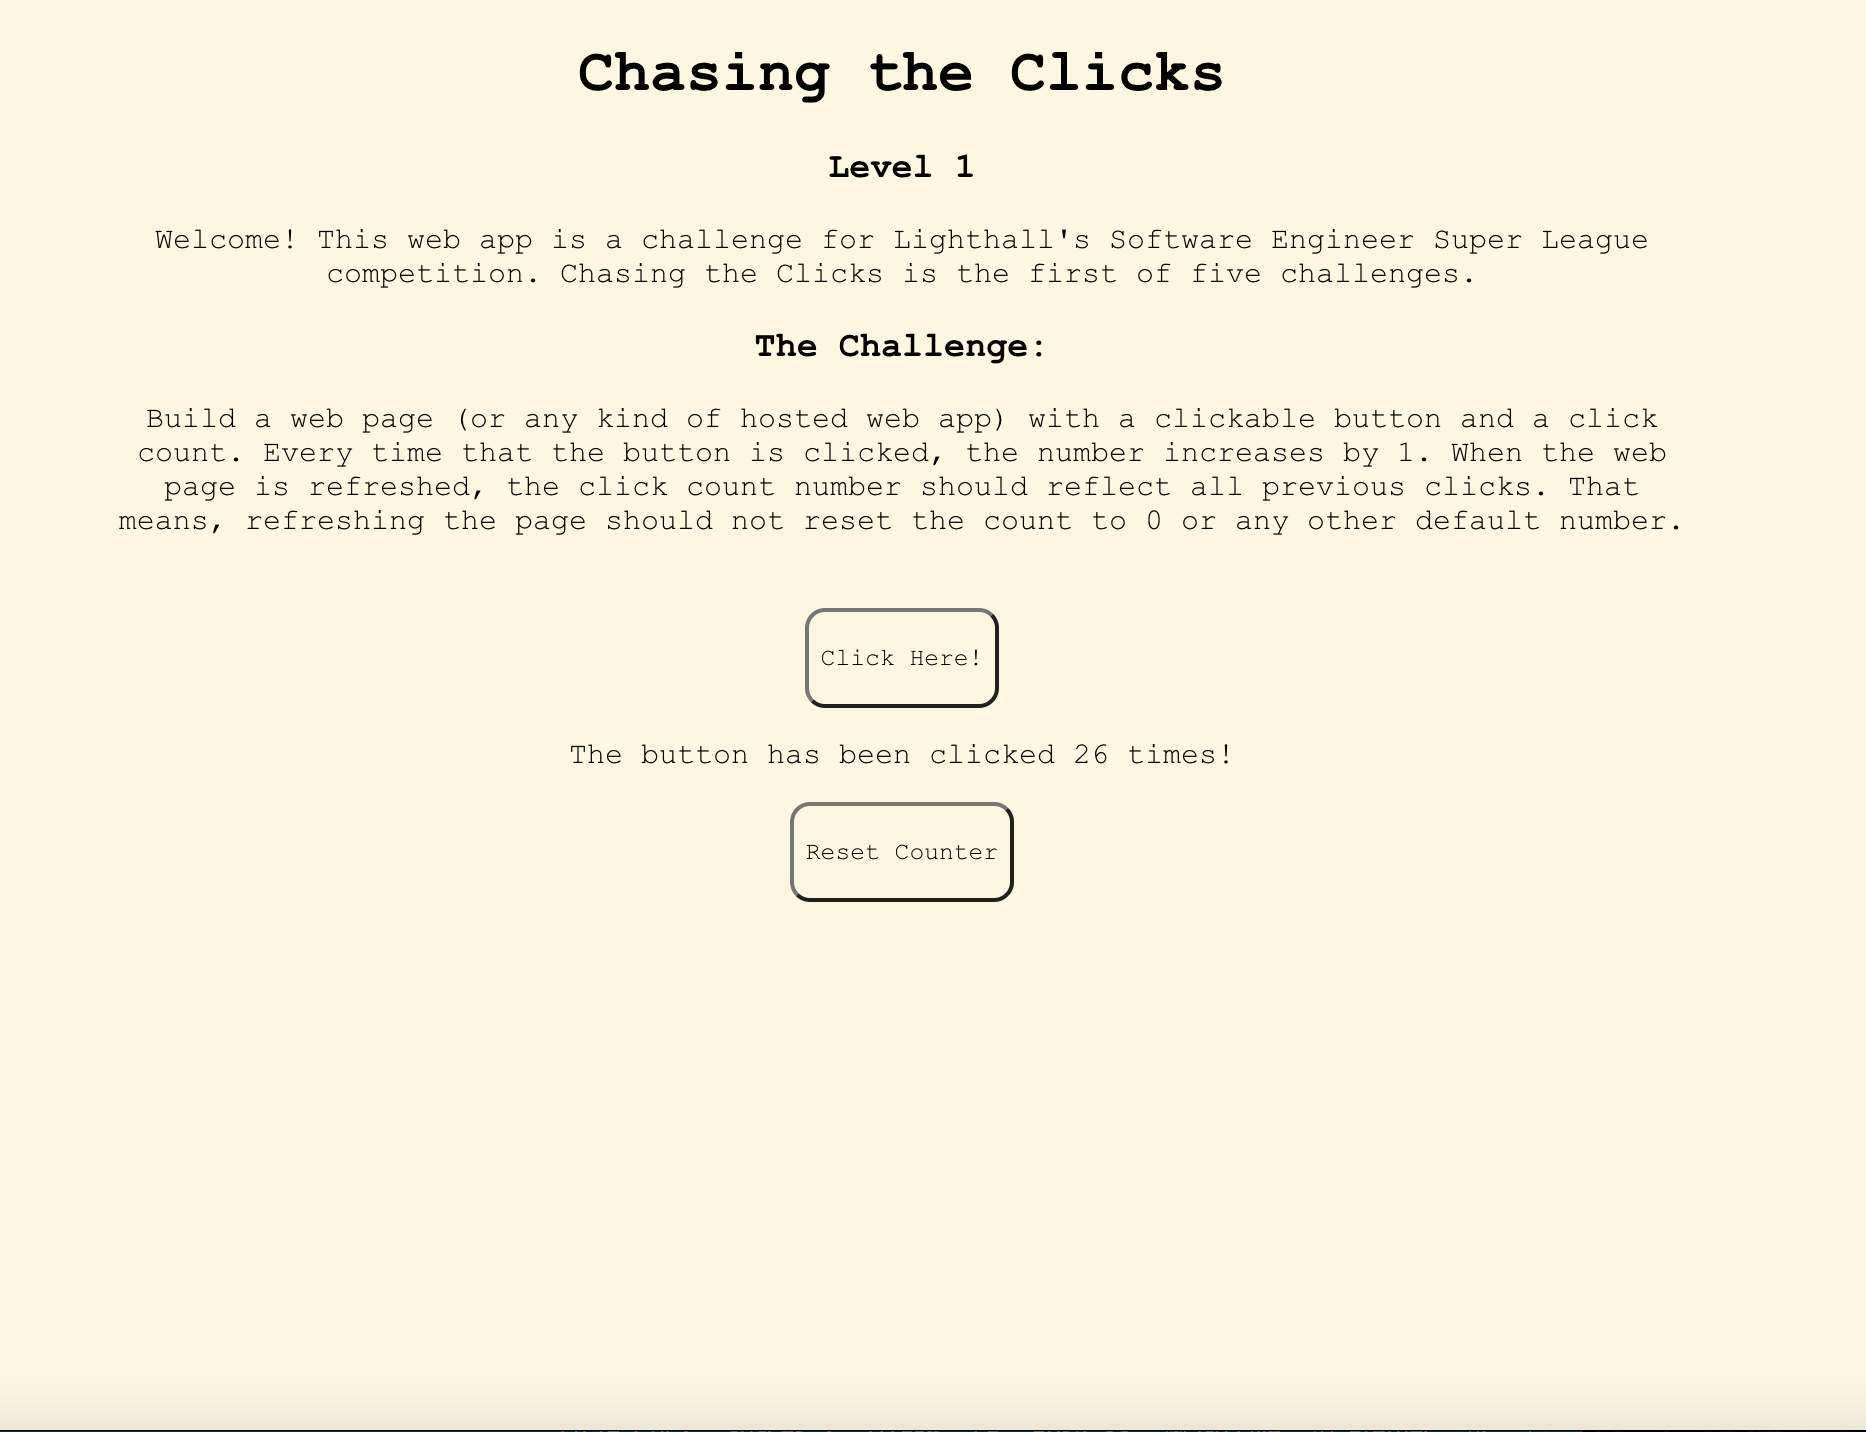 Chasing the Clicks
Level 1
Welcome! This web app is a challenge for Lighthall's Software Engineer Super League
competition. Chasing the Clicks is the first of five challenges.
The Challenge:
Build a web page (or any kind of hosted web app) with a clickable button and a click
count. Every time that the button is clicked, the number increases by 1. When the web
page is refreshed, the click count number should reflect all previous clicks. That
means, refreshing the page should not reset the count to 0 or any other default number.
Click Here!
The button has been clicked 26 times!
Reset Counter